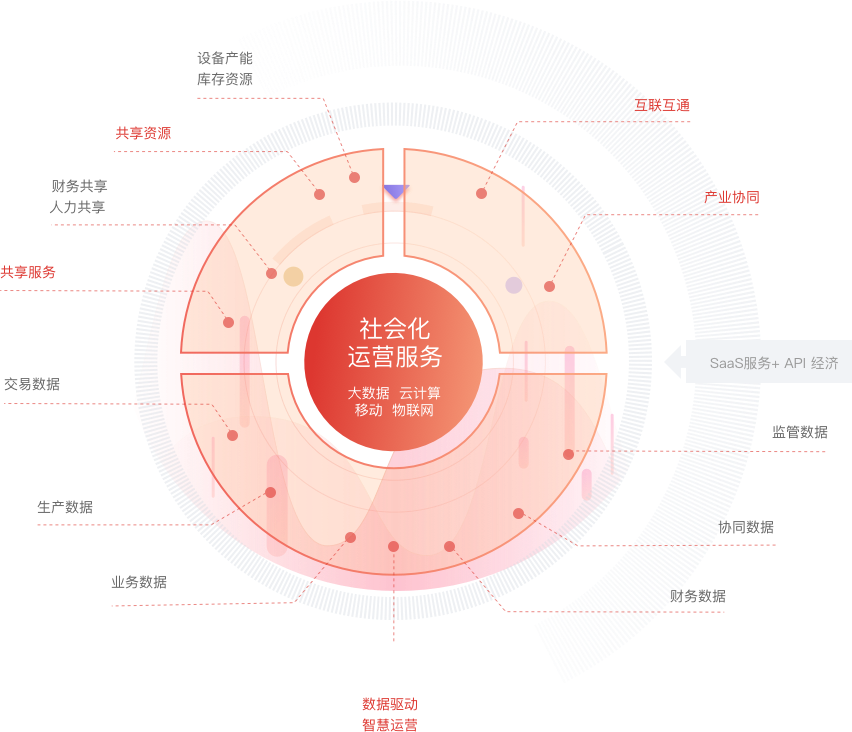 设备产能
库存资源
互联互通
共享资源
财务共享
人力共享
产业协同
共享服务
社会化
运营服务
大数据 云计算
移动 物联网
SaaS服务+ API 经济
交易数据
监管数据
生产数据
协同数据
业务数据
财务数据
数据驱动
智慧运营